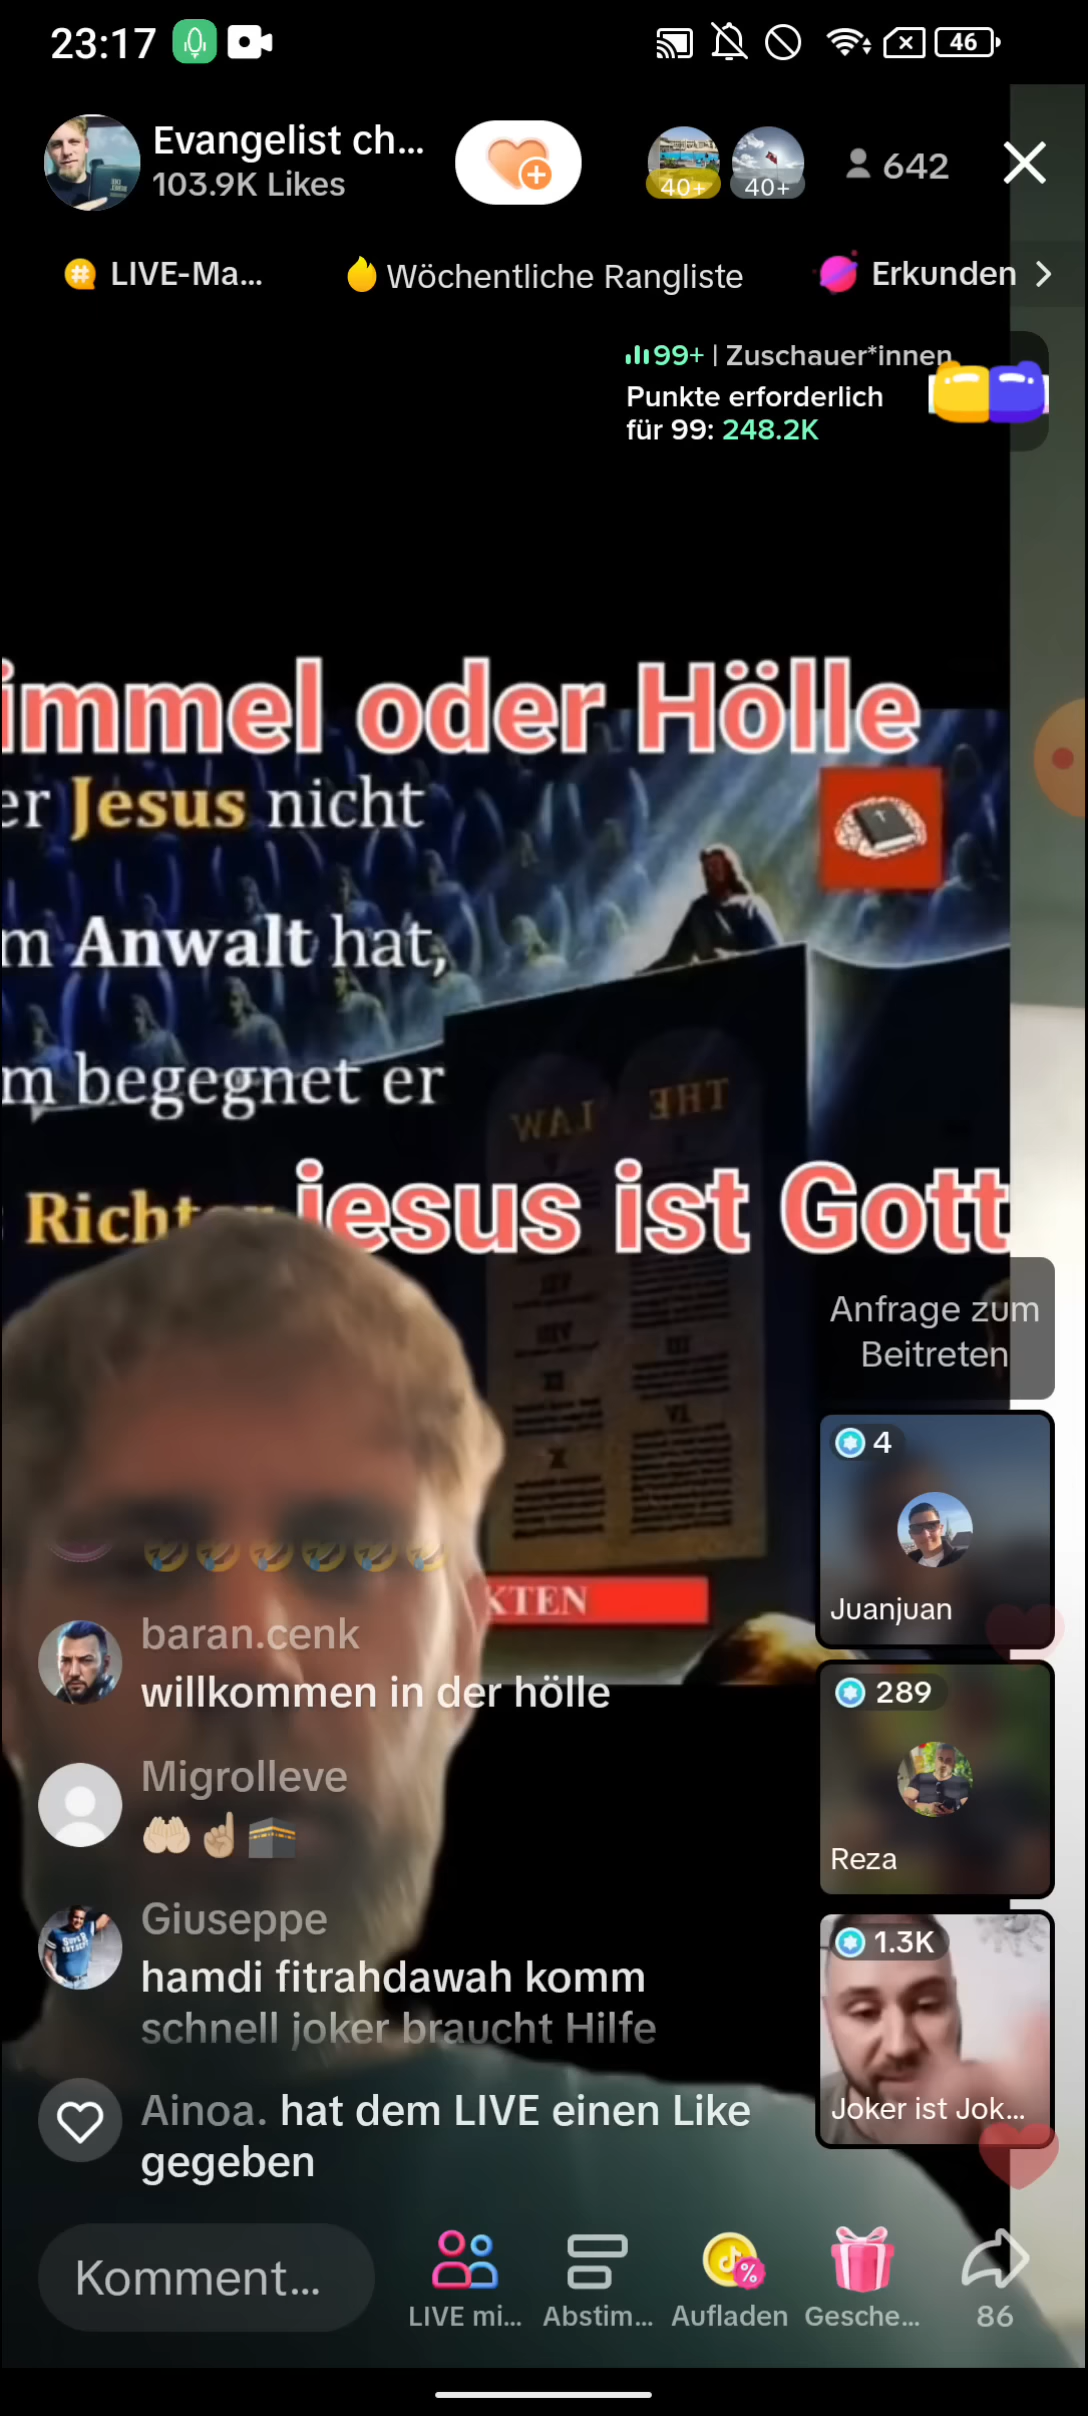 23:17
46
Evangelist ch...
103.9K Likes
40+
40+
642
LIVE-Ma...
Wöchentliche Rangliste
Erkunden
99+ | Zuschauer*innen
Punkte erforderlich
für 99: 248.2K
immel oder Hölle
er Jesus nicht
m Anwalt hat,
m begegnet er
THE
LAW
Richter jesus ist Gott
Anfrage zum
Beitreten
4
Juanjuan
KTEN
baran.cenk
willkommen in der hölle
289
Reza
Migrolleve
🤲🏼☝🏼🕋
Giuseppe
hamdi fitrahdawah komm
schnell joker braucht Hilfe
1.3K
Joker ist Jok...
Ainoa. hat dem LIVE einen Like
gegeben
Komment...
LIVE mi...
Abstim...
Aufladen
Gesche...
86